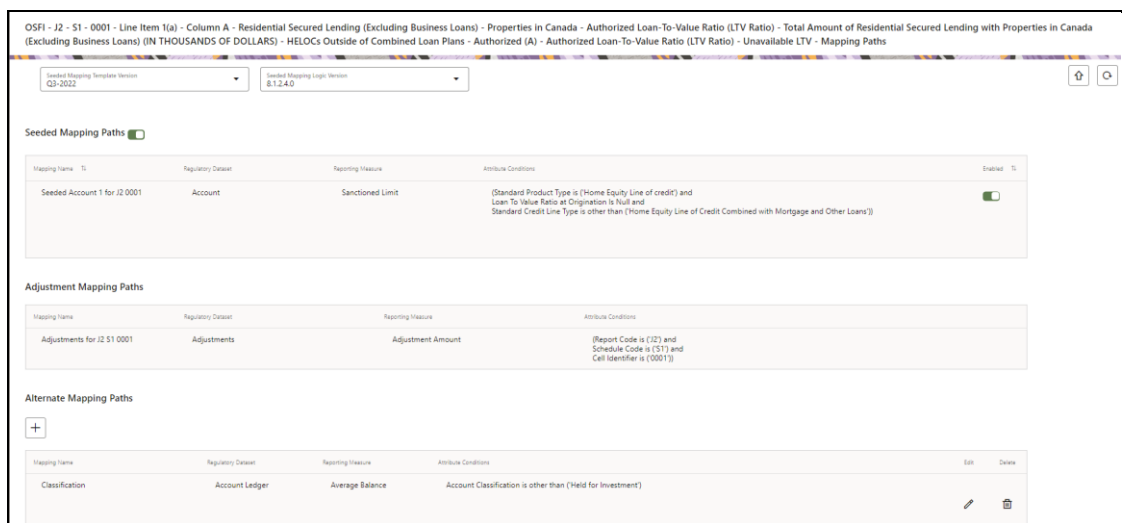 OSFI - J2 - S1 - 0001 - Line Item 1(a) - Column A - Residential Secured Lending (Excluding Business Loans) - Properties in Canada - Authorized Loan-To-Value Ratio (LTV Ratio) - Total Amount of Residential Secured Lending with Properties in Canada
(Excluding Business Loans) (IN THOUSANDS OF DOLLARS) - HELOCs Outside of Combined Loan Plans - Authorized (A) - Authorized Loan-To-Value Ratio (LTV Ratio) - Unavailable LTV - Mapping Paths
Seeded Mapping Template Version Seeded Mapping Logic Version
Q3-2022 8.1.2.4.0
Seeded Mapping Paths
Mapping Name Regulatory Dataset Reporting Measure Attribute Conditions Enabled
Seeded Account 1 for J2 0001 Account Sanctioned Limit (Standard Product Type is ('Home Equity Line of credit') and
Loan To Value Ratio at Origination Is Null and
Standard Credit Line Type is other than ('Home Equity Line of Credit Combined with Mortgage and Other Loans'))
Adjustment Mapping Paths
Mapping Name Regulatory Dataset Reporting Measure Attribute Conditions
Adjustments for J2 S1 0001 Adjustments Adjustment Amount (Report Code is ('J2') and
Schedule Code is ('S1') and
Cell Identifier is ('0001'))
Alternate Mapping Paths
Mapping Name Regulatory Dataset Reporting Measure Attribute Conditions Edit Delete
Classification Account Ledger Average Balance Account Classification is other than ('Held for Investment')